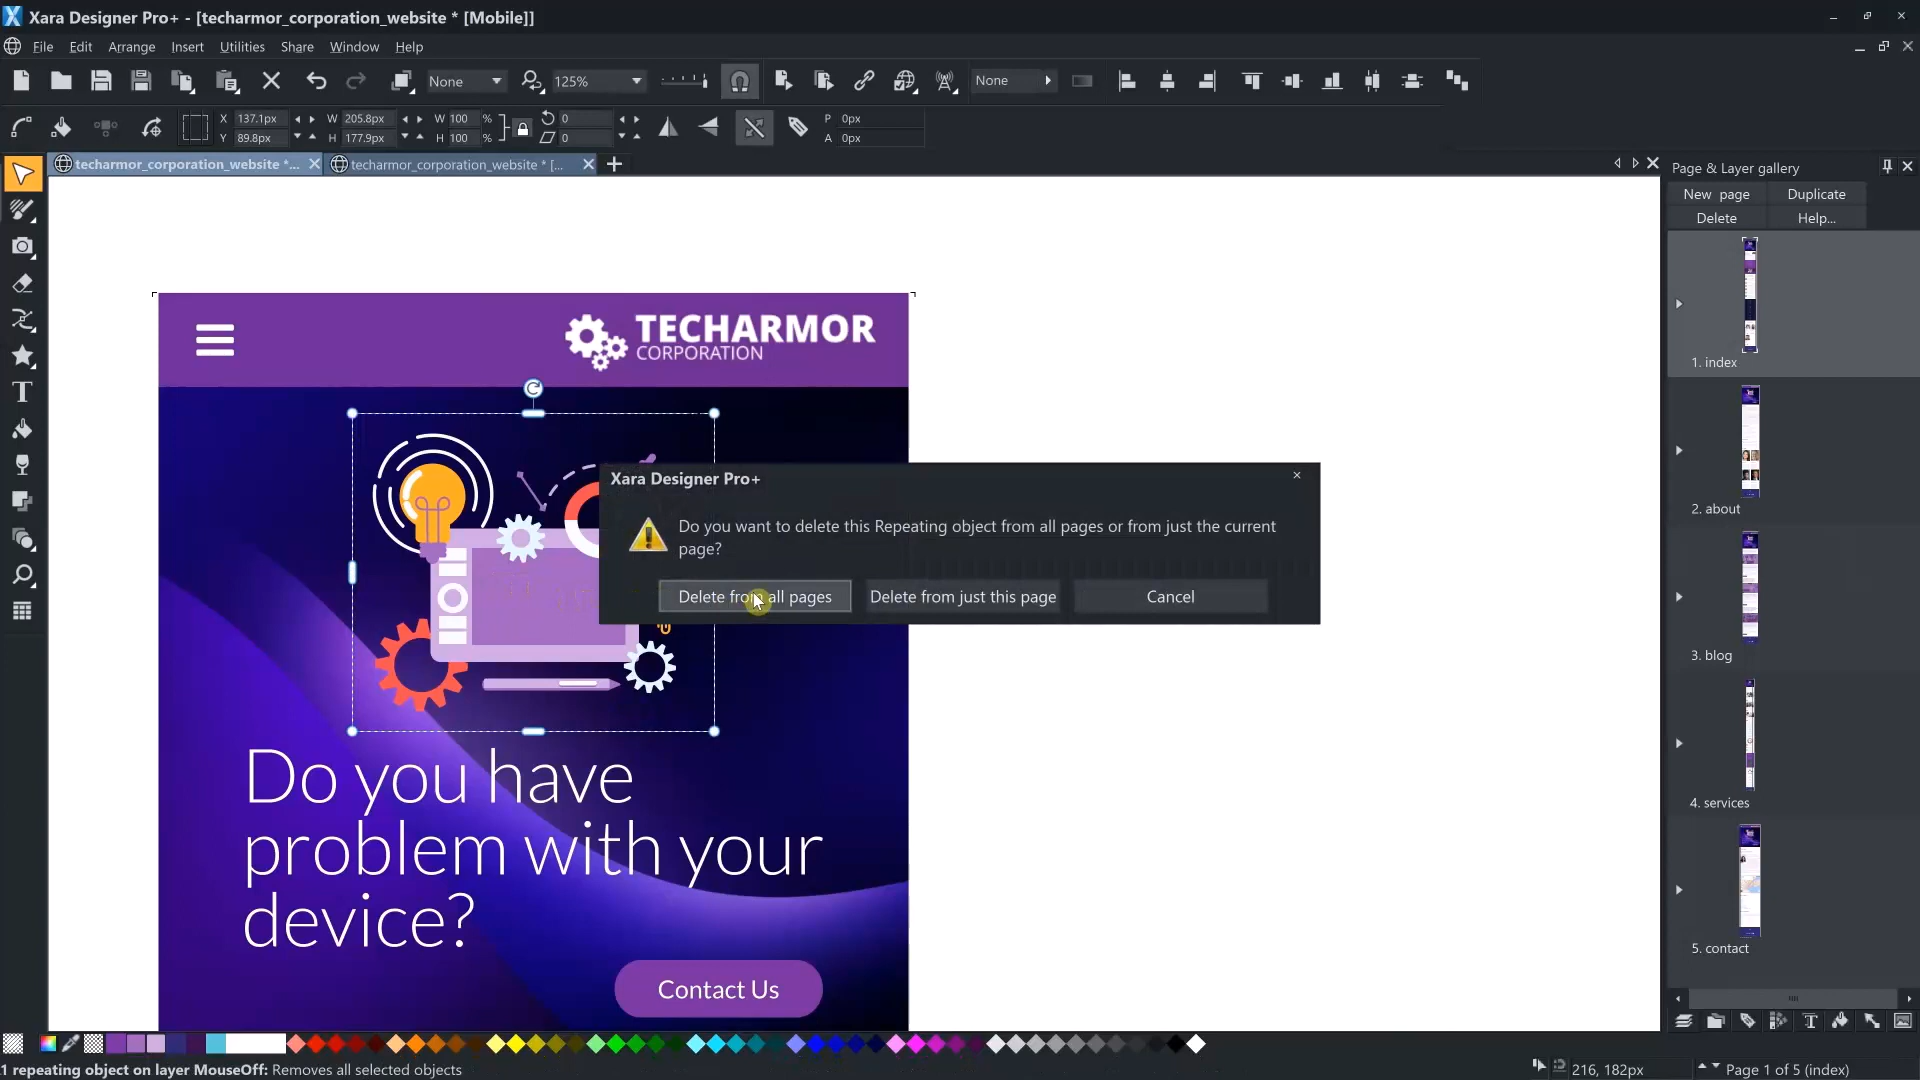 Xara Designer Pro+ - [techarmor_corporation_website * [Mobile]]
File Edit Arrange Insert Utilities Share Window Help
None 125% None
X 137.1px W 205.8px W 100 % 0 P 0px
Y 89.8px H 177.9px H 100 % 0 A 0px
techarmor_corporation_website *... techarmor_corporation_website * [...
Page & Layer gallery
New page Duplicate
Delete Help...
1. index
2. about
3. blog
4. services
5. contact
TECHARMOR
CORPORATION
Xara Designer Pro+
Do you want to delete this Repeating object from all pages or from just the current
page?
Delete from all pages Delete from just this page Cancel
Do you have
problem with your
device?
Contact Us
1 repeating object on layer MouseOff: Removes all selected objects
216, 182px Page 1 of 5 (index)